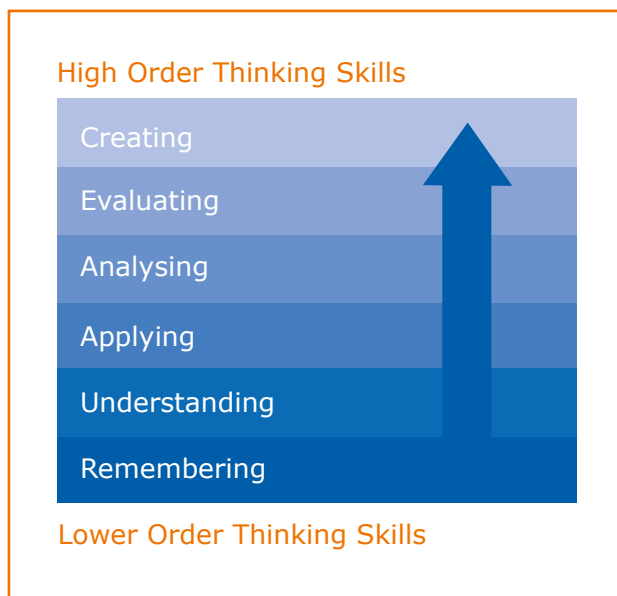 High Order Thinking Skills
Creating
Evaluating
Analysing
Applying
Understanding
Remembering
Lower Order Thinking Skills